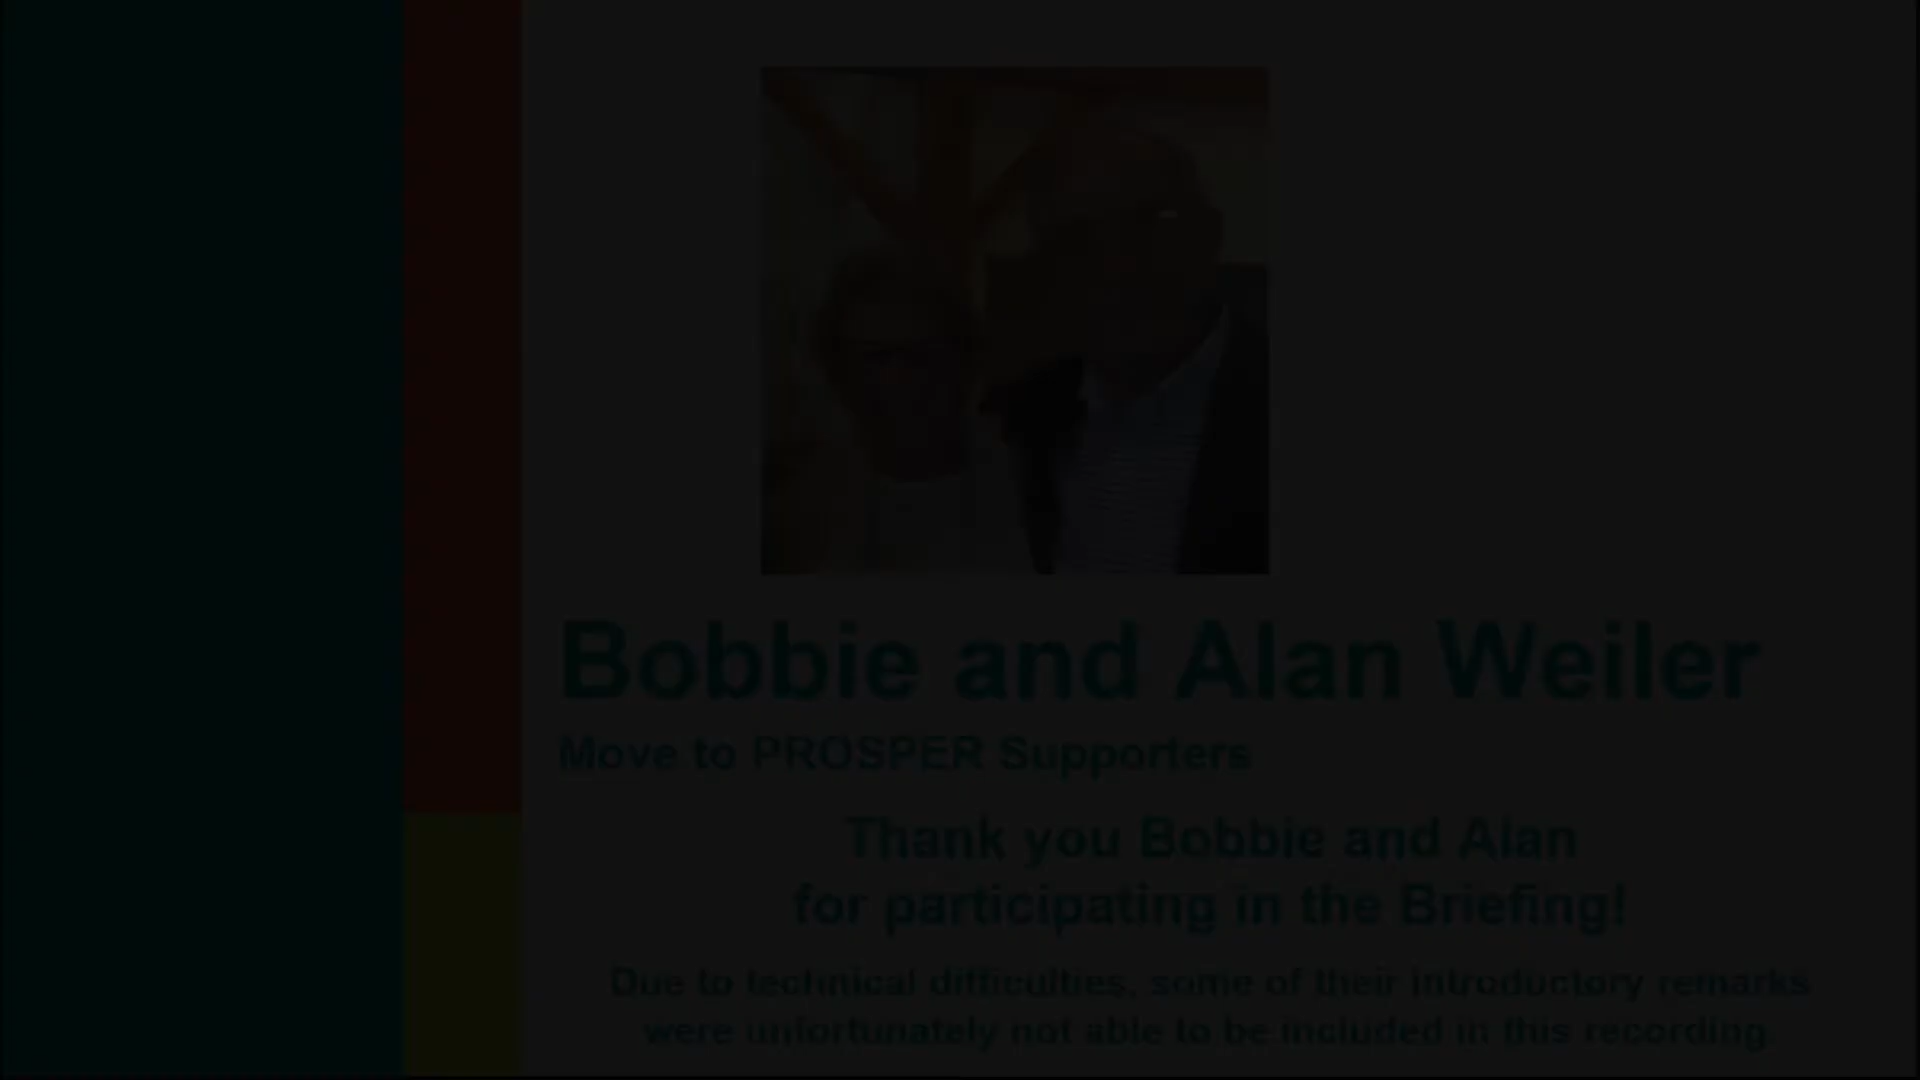 Bobbie and Alan Weiler
Move to PROSPER Supporters
Thank you Bobbie and Alan
for participating in the Briefing!
Due to technical difficulties, some of their introductory remarks
were unfortunately not able to be included in this recording.